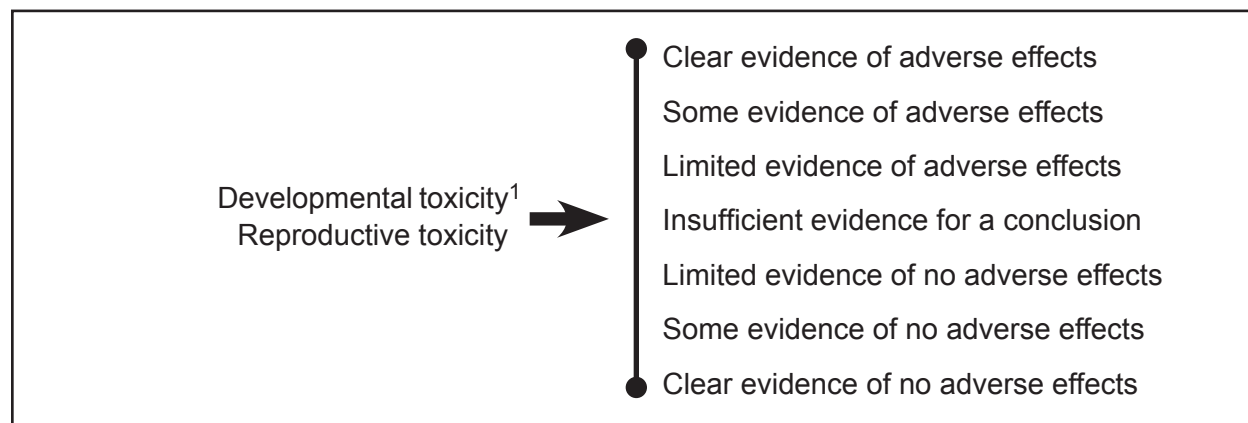 Developmental toxicity¹
Reproductive toxicity
Clear evidence of adverse effects
Some evidence of adverse effects
Limited evidence of adverse effects
Insufficient evidence for a conclusion
Limited evidence of no adverse effects
Some evidence of no adverse effects
Clear evidence of no adverse effects